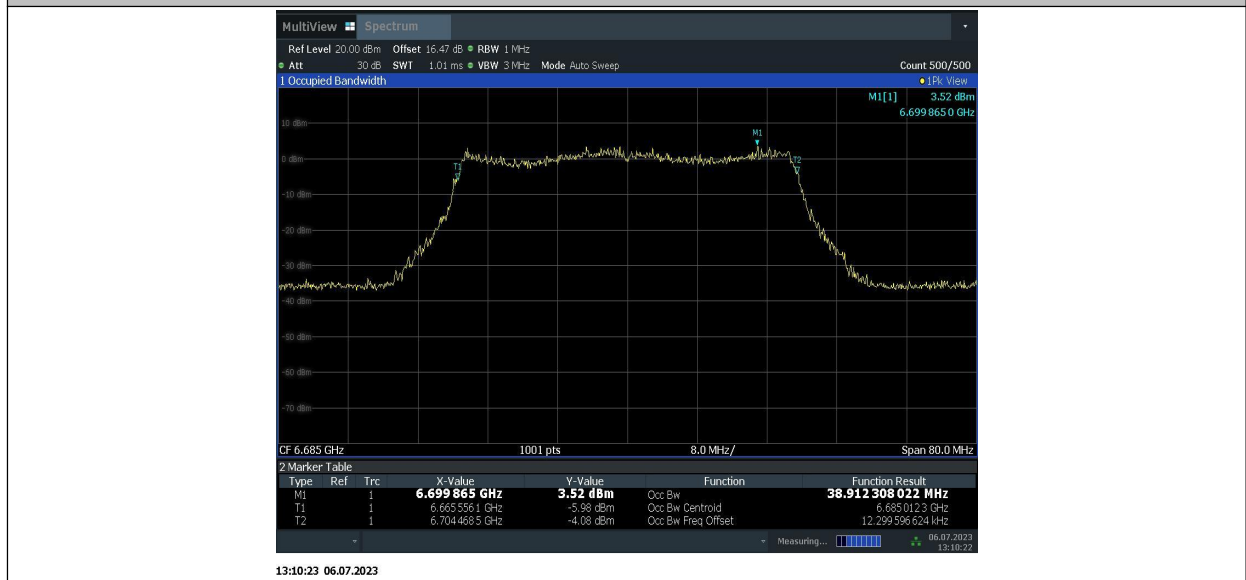 MultiView Spectrum
Ref Level 20.00 dBm Offset 16.47 dB RBW 1 MHz
Att 30 dB SWT 1.01 ms VBW 3 MHz Mode Auto Sweep Count 500/500
1 Occupied Bandwidth 1Pk View
M1[1] 3.52 dBm
6.699 865 0 GHz
10 dBm
M1
0 dBm
T1
T2
-10 dBm
-20 dBm
-30 dBm
-40 dBm
-50 dBm
-60 dBm
-70 dBm
CF 6.685 GHz 1001 pts 8.0 MHz/ Span 80.0 MHz
2 Marker Table
Type Ref Trc X-Value Y-Value Function Function Result
M1 1 6.699 865 GHz 3.52 dBm Occ Bw 38.912 308 022 MHz
T1 1 6.665 556 1 GHz -5.98 dBm Occ Bw Centroid 6.685 012 3 GHz
T2 1 6.704 468 5 GHz -4.08 dBm Occ Bw Freq Offset 12.299 596 624 kHz
Measuring... 06.07.2023
13:10:22
13:10:23 06.07.2023